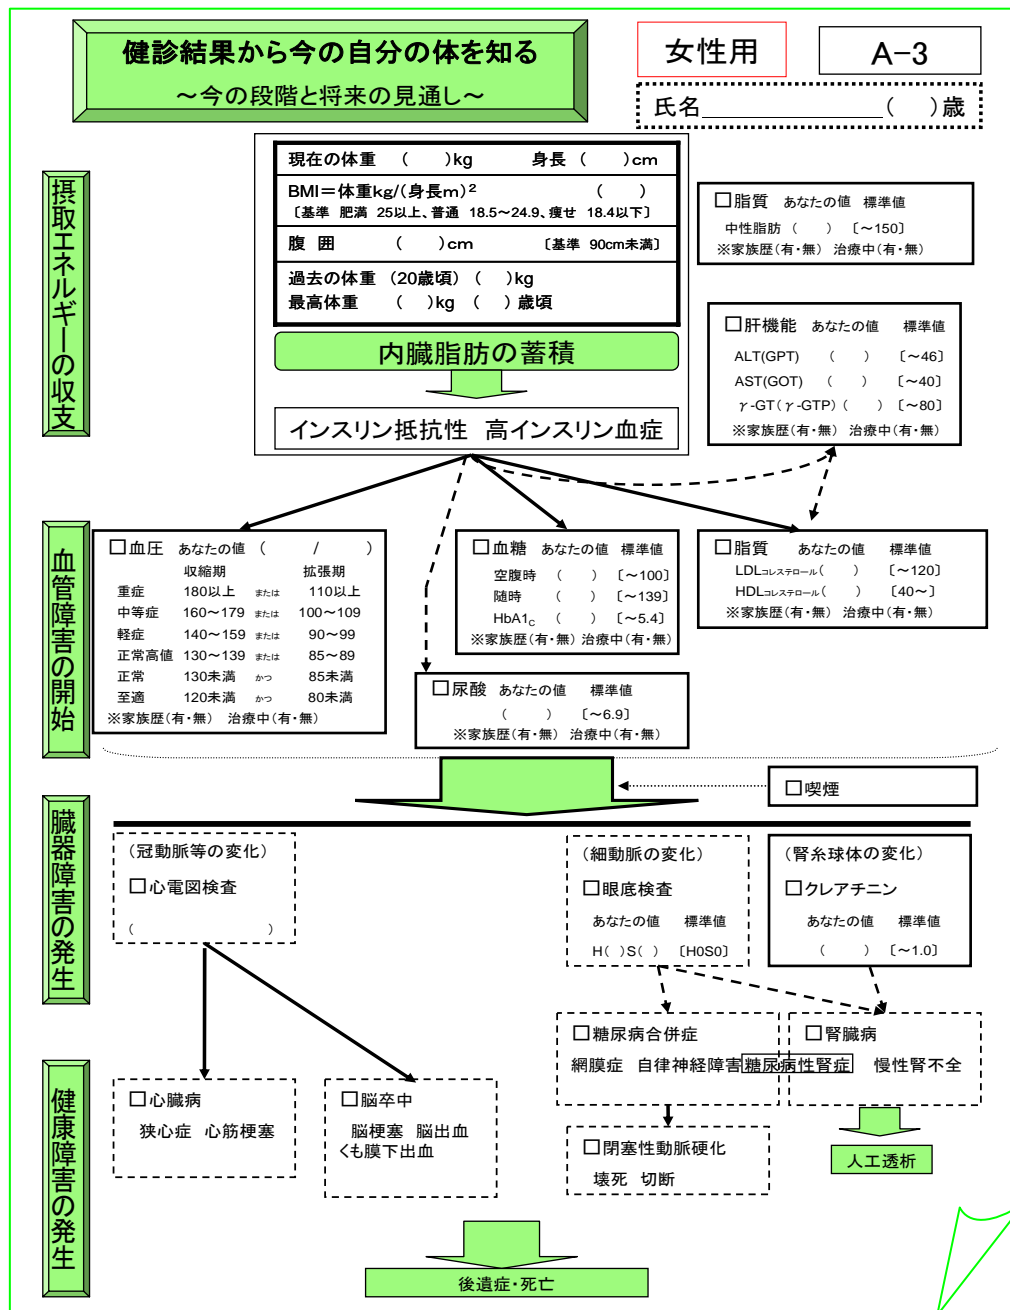 健診結果から今の自分の体を知る
～今の段階と将来の見通し～
女性用
A-3
氏名＿＿＿＿＿＿＿＿（　）歳
摂取エネルギーの収支
現在の体重 （　）kg 身長 （　）cm
BMI＝体重kg/(身長m)² （　）
〔基準 肥満 25以上、普通 18.5～24.9、痩せ 18.4以下〕
腹 囲 （　）cm 〔基準 90cm未満〕
過去の体重 （20歳頃） （　）kg
最高体重 （　）kg （　）歳頃
内臓脂肪の蓄積
インスリン抵抗性 高インスリン血症
□脂質 あなたの値 標準値
中性脂肪 （　） 〔～150〕
※家族歴（有・無） 治療中（有・無）
□肝機能 あなたの値 標準値
ALT(GPT) （　） 〔～46〕
AST(GOT) （　） 〔～40〕
γ-GT(γ-GTP) （　） 〔～80〕
※家族歴（有・無） 治療中（有・無）
血管障害の開始
□血圧 あなたの値 （　/　）
収縮期 拡張期
重症 180以上 または 110以上
中等症 160～179 または 100～109
軽症 140～159 または 90～99
正常高値 130～139 または 85～89
正常 130未満 かつ 85未満
至適 120未満 かつ 80未満
※家族歴（有・無） 治療中（有・無）
□血糖 あなたの値 標準値
空腹時 （　） 〔～100〕
随時 （　） 〔～139〕
HbA1c （　） 〔～5.4〕
※家族歴（有・無） 治療中（有・無）
□脂質 あなたの値 標準値
LDLコレステロール（　） 〔～120〕
HDLコレステロール（　） 〔40～〕
※家族歴（有・無） 治療中（有・無）
□尿酸 あなたの値 標準値
（　） 〔～6.9〕
※家族歴（有・無） 治療中（有・無）
□喫煙
臓器障害の発生
（冠動脈等の変化）
□心電図検査
（　）
（細動脈の変化）
□眼底検査
あなたの値 標準値
H（ ）S（ ） 〔H0S0〕
（腎糸球体の変化）
□クレアチニン
あなたの値 標準値
（　） 〔～1.0〕
健康障害の発生
□糖尿病合併症
網膜症 自律神経障害 糖尿病性腎症
□腎臓病
慢性腎不全
□心臓病
狭心症 心筋梗塞
□脳卒中
脳梗塞 脳出血
くも膜下出血
□閉塞性動脈硬化
壊死 切断
人工透析
後遺症・死亡